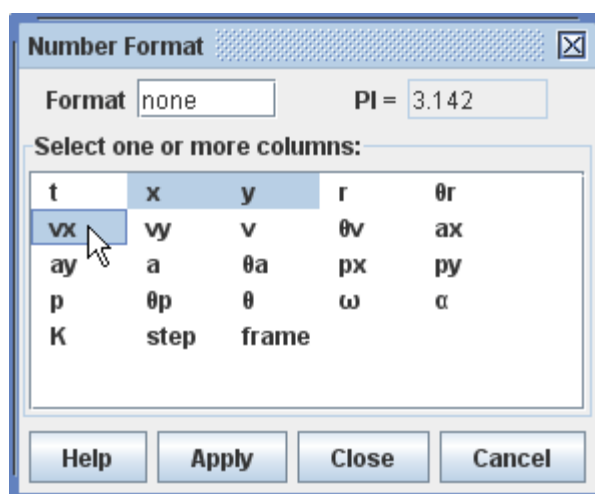 Number Format
Format none PI = 3.142
Select one or more columns:
t x y r θr
vx vy v θv ax
ay a θa px py
p θp θ ω α
K step frame
Help Apply Close Cancel